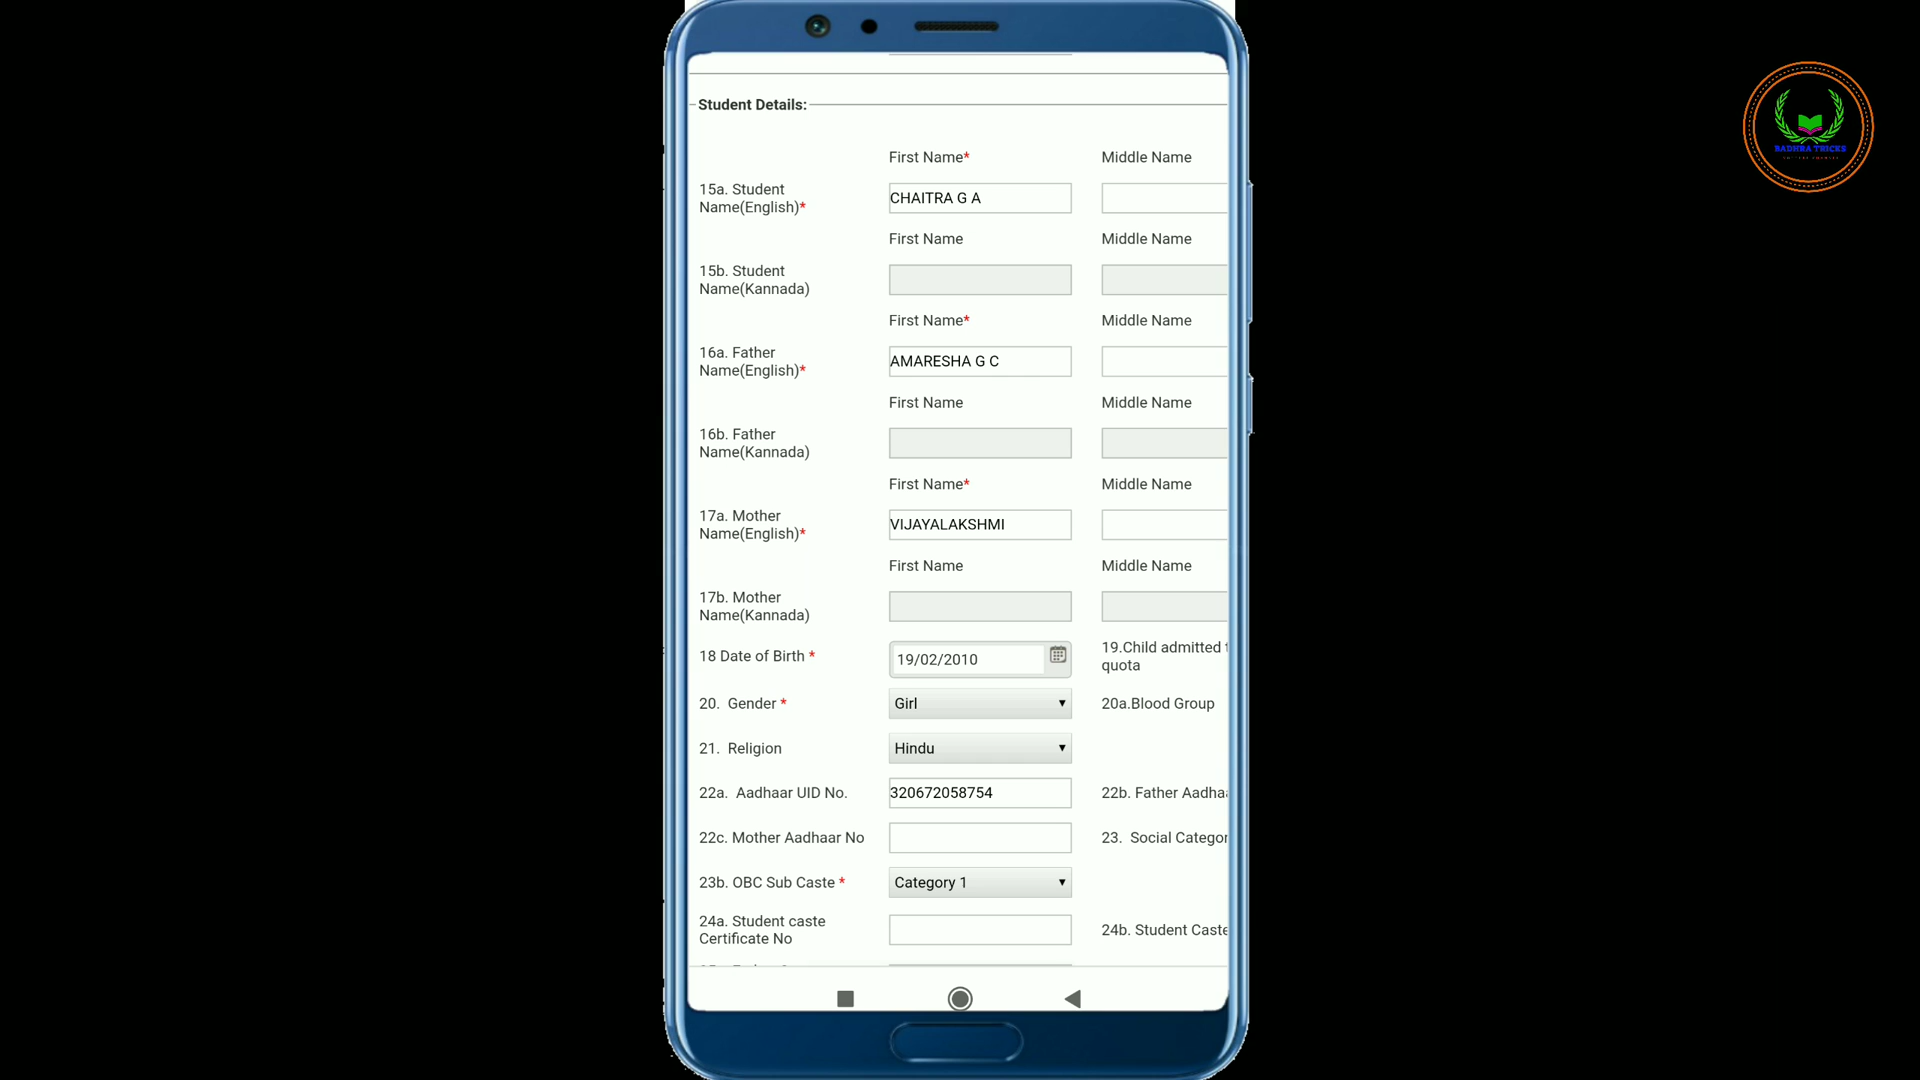 Student Details:
First Name* Middle Name
15a. Student
Name(English)*
CHAITRA G A
First Name Middle Name
15b. Student
Name(Kannada)
First Name* Middle Name
16a. Father
Name(English)*
AMARESHA G C
First Name Middle Name
16b. Father
Name(Kannada)
First Name* Middle Name
17a. Mother
Name(English)*
VIJAYALAKSHMI
First Name Middle Name
17b. Mother
Name(Kannada)
18 Date of Birth * 19/02/2010
19.Child admitted
quota
20. Gender * Girl 20a.Blood Group
21. Religion Hindu
22a. Aadhaar UID No. 320672058754 22b. Father Aadhaa
22c. Mother Aadhaar No 23. Social Categor
23b. OBC Sub Caste * Category 1
24a. Student caste
Certificate No
24b. Student Caste
BADHRA TRICKS